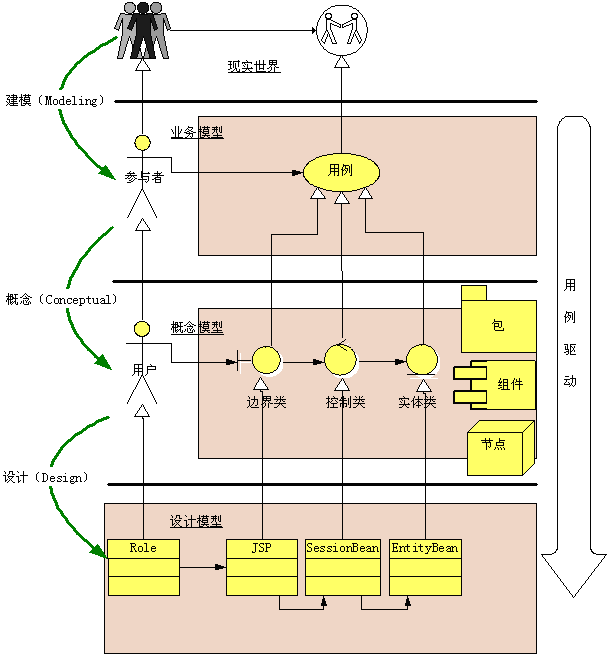 现实世界
建模（Modeling）
业务模型
参与者
用例
概念（Conceptual）
概念模型
用户
边界类
控制类
实体类
包
组件
节点
用例驱动
设计（Design）
设计模型
Role
JSP
SessionBean
EntityBean